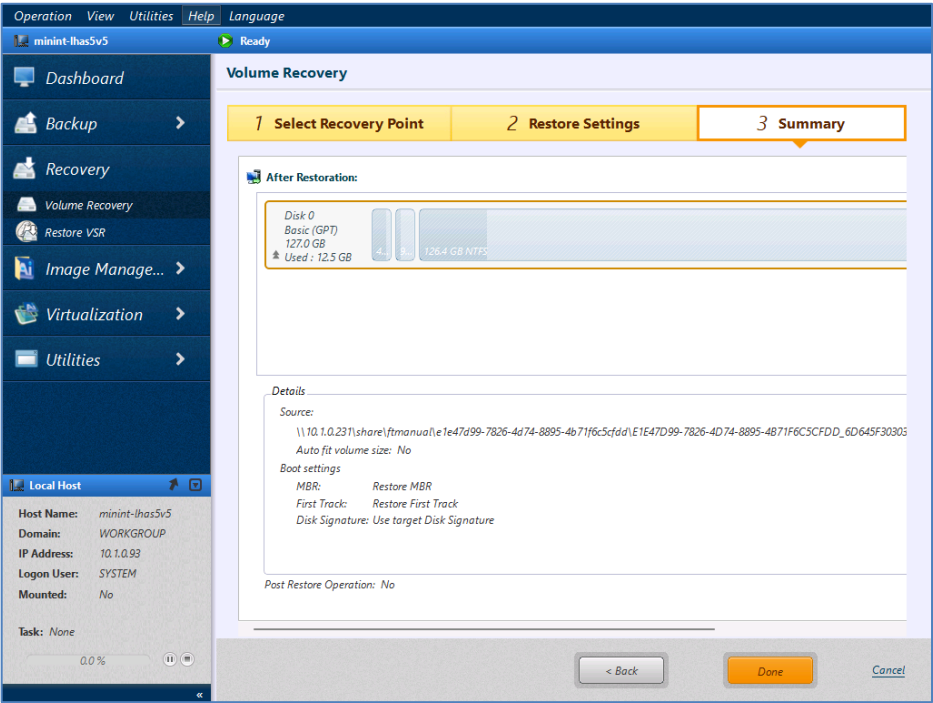 Operation View Utilities Help Language
minint-lhas5v5
Ready
Dashboard
Backup
Recovery
Volume Recovery
Restore VSR
Image Manage...
Virtualization
Utilities
Local Host
Host Name: minint-lhas5v5
Domain: WORKGROUP
IP Address: 10.1.0.93
Logon User: SYSTEM
Mounted: No
Task: None
0.0 %
«
Volume Recovery
1 Select Recovery Point
2 Restore Settings
3 Summary
After Restoration:
Disk 0
Basic (GPT)
127.0 GB
Used : 12.5 GB
4...
9...
126.4 GB NTFS
Details
Source:
\\10.1.0.231\share\ftmanual\e1e47d99-7826-4d74-8895-4b71f6c5cfdd\E1E47D99-7826-4D74-8895-4B71F6C5CFDD_6D645F30303
Auto fit volume size: No
Boot settings
MBR: Restore MBR
First Track: Restore First Track
Disk Signature: Use target Disk Signature
Post Restore Operation: No
< Back
Done
Cancel